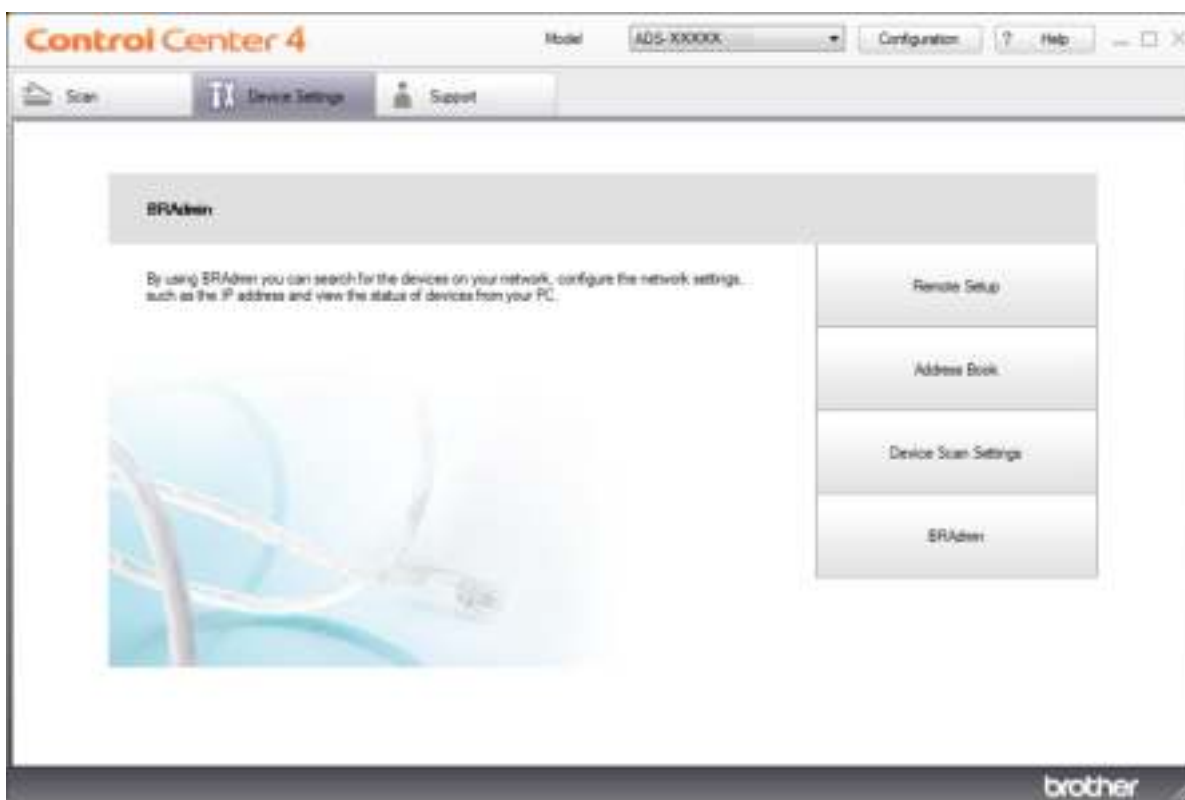 Control Center 4
Model ADS-XXXXX Configuration ? Help
Scan Device Settings Support
BRAdmin
By using BRAdmin you can search for the devices on your network, configure the network settings,
such as the IP address and view the status of devices from your PC.
Remote Setup
Address Book
Device Scan Settings
BRAdmin
brother